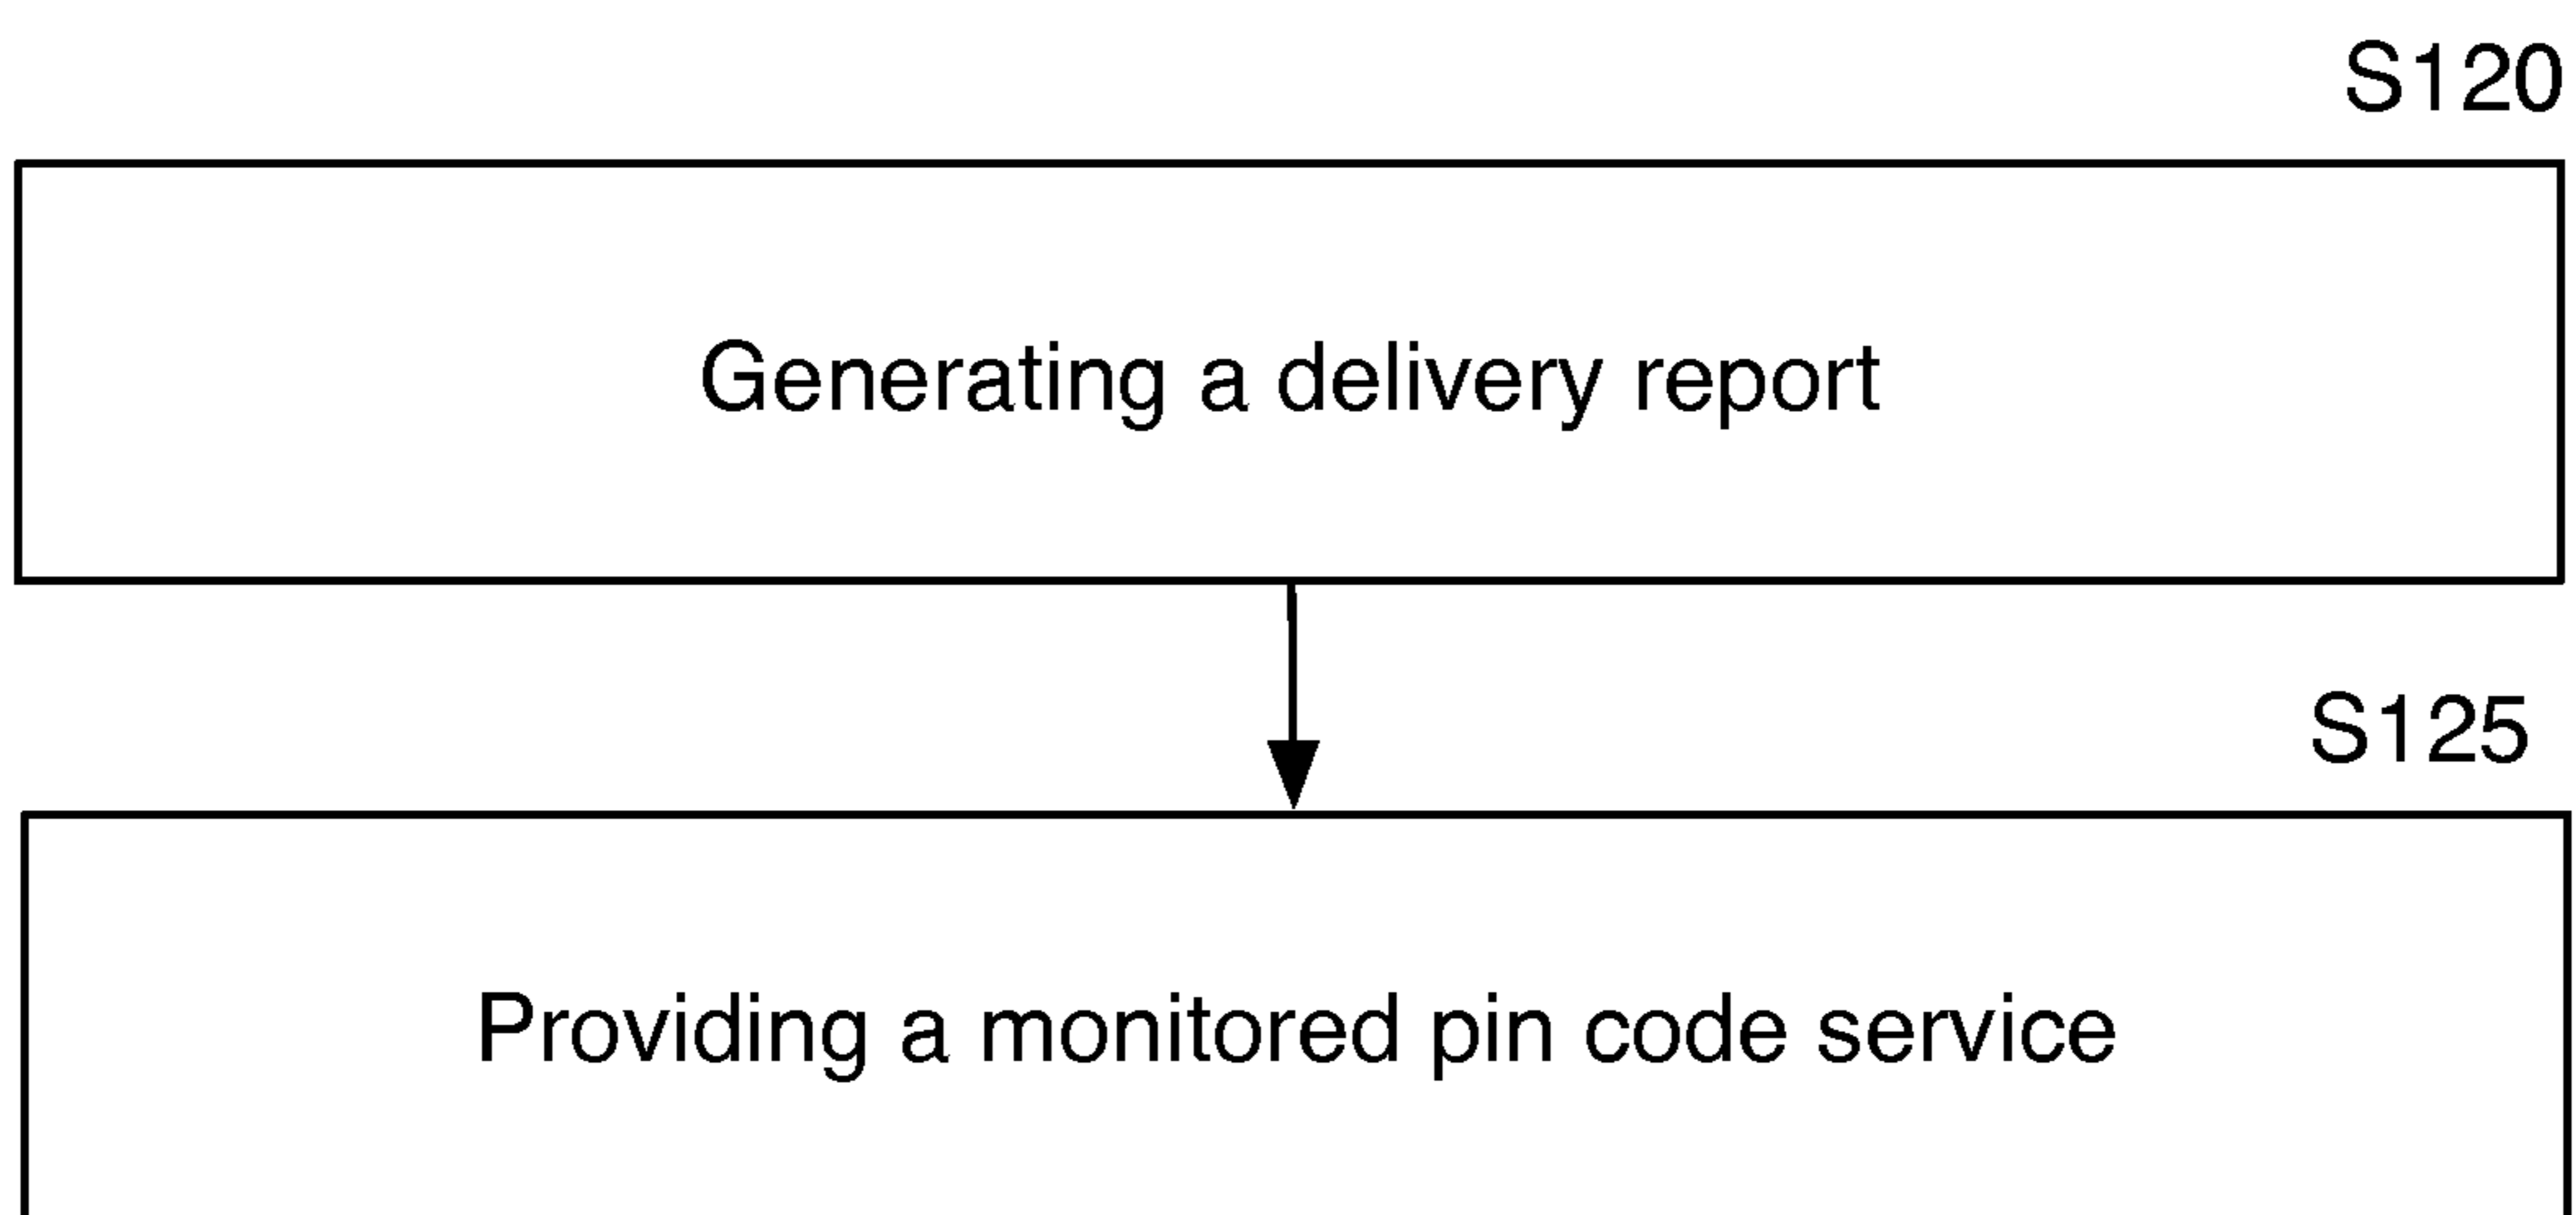 S120
Generating a delivery report
S125
Providing a monitored pin code service